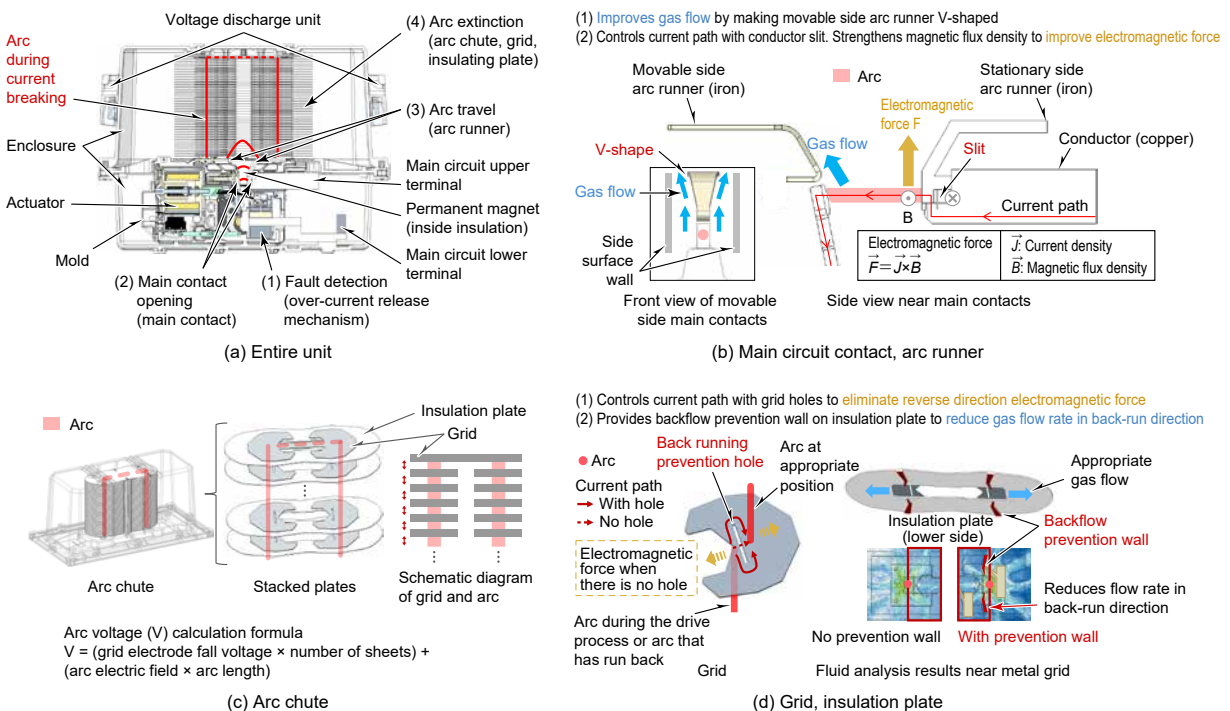 Voltage discharge unit
Arc
during
current
breaking
Enclosure
Actuator
Mold
(4) Arc extinction
(arc chute, grid,
insulating plate)
(3) Arc travel
(arc runner)
Main circuit upper
terminal
Permanent magnet
(inside insulation)
Main circuit lower
terminal
(2) Main contact
opening
(main contact)
(1) Fault detection
(over-current release
mechanism)
(a) Entire unit
(1) Improves gas flow by making movable side arc runner V-shaped
(2) Controls current path with conductor slit. Strengthens magnetic flux density to improve electromagnetic force
Movable side
arc runner (iron)
Arc
Stationary side
arc runner (iron)
Electromagnetic
force F
Conductor (copper)
Gas flow
Slit
V-shape
Gas flow
B
Current path
Side
surface
wall
Electromagnetic force
F=J×B
J: Current density
B: Magnetic flux density
Front view of movable
side main contacts
Side view near main contacts
(b) Main circuit contact, arc runner
Arc
Insulation plate
Grid
Arc chute
Stacked plates
Schematic diagram
of grid and arc
Arc voltage (V) calculation formula
V = (grid electrode fall voltage × number of sheets) +
(arc electric field × arc length)
(c) Arc chute
(1) Controls current path with grid holes to eliminate reverse direction electromagnetic force
(2) Provides backflow prevention wall on insulation plate to reduce gas flow rate in back-run direction
Back running
prevention hole
Arc at
appropriate
position
Arc
Current path
With hole
No hole
Electromagnetic
force when
there is no hole
Arc during the drive
process or arc that
has run back
Grid
Appropriate
gas flow
Insulation plate
(lower side)
Backflow
prevention wall
Reduces flow rate in
back-run direction
No prevention wall
With prevention wall
Fluid analysis results near metal grid
(d) Grid, insulation plate